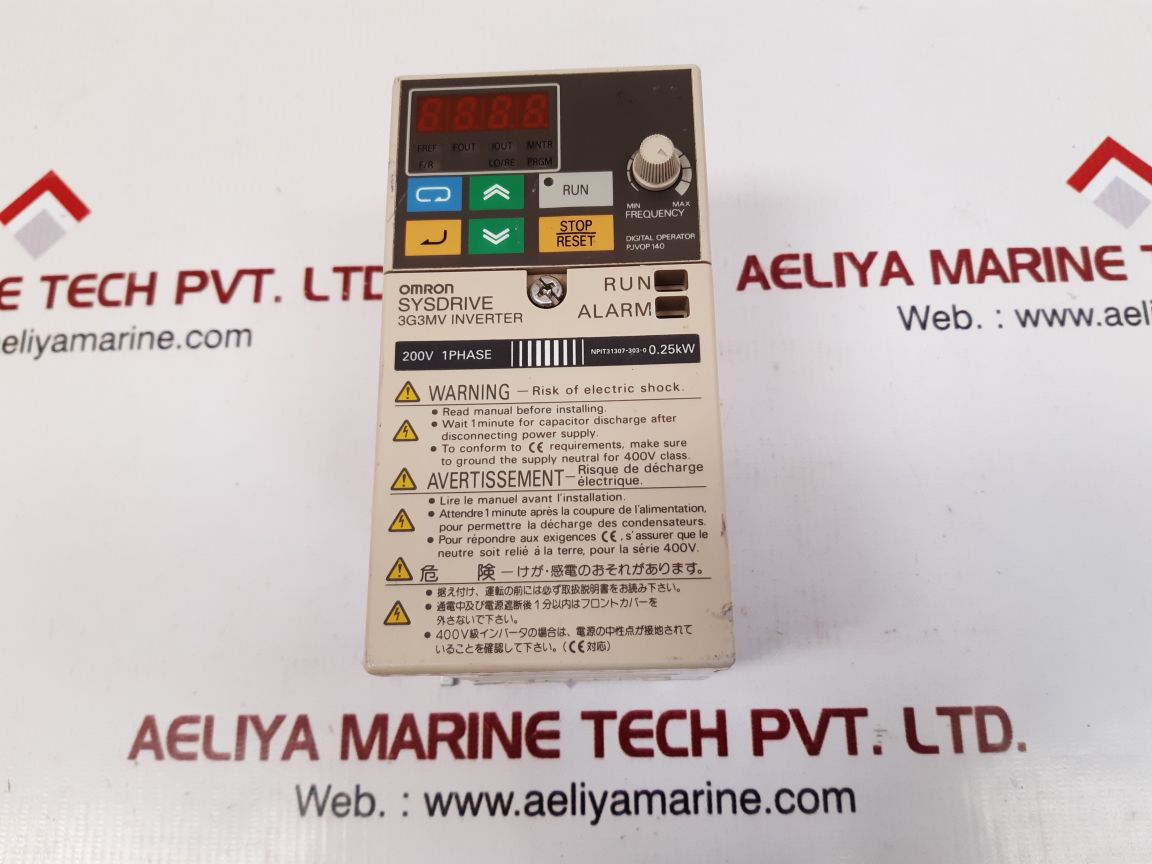 8888
FREF FOUT IOUT MNTR
F/R LO/RE PRGM
RUN
STOP
RESET
MIN MAX
FREQUENCY
DIGITAL OPERATOR
PJVOP140
OMRON
SYSDRIVE
3G3MV INVERTER
RUN
ALARM
200V 1PHASE NPIT31307-303-0 0.25kW
WARNING — Risk of electric shock.
● Read manual before installing.
● Wait 1 minute for capacitor discharge after
disconnecting power supply.
● To conform to CE requirements, make sure
to ground the supply neutral for 400V class.
AVERTISSEMENT — Risque de décharge
électrique.
● Lire le manuel avant l'installation.
● Attendre 1 minute après la coupure de l'alimentation,
pour permettre la décharge des condensateurs.
● Pour répondre aux exigences CE, s'assurer que le
neutre soit relié à la terre, pour la série 400V.
危 険 — けが・感電のおそれがあります。
● 据え付け、運転の前には必ず取扱説明書をお読み下さい。
● 通電中及び電源遮断後1分以内はフロントカバーを
外さないで下さい。
● 400V級インバータの場合は、電源の中性点が接地されて
いることを確認して下さい。(CE対応)
E TECH PVT. LTD
eliyamarine.com
AELIYA MARINE TE
Web. : www.aeli
AELIYA MARINE TECH PVT. LTD.
Web. : www.aeliyamarine.com